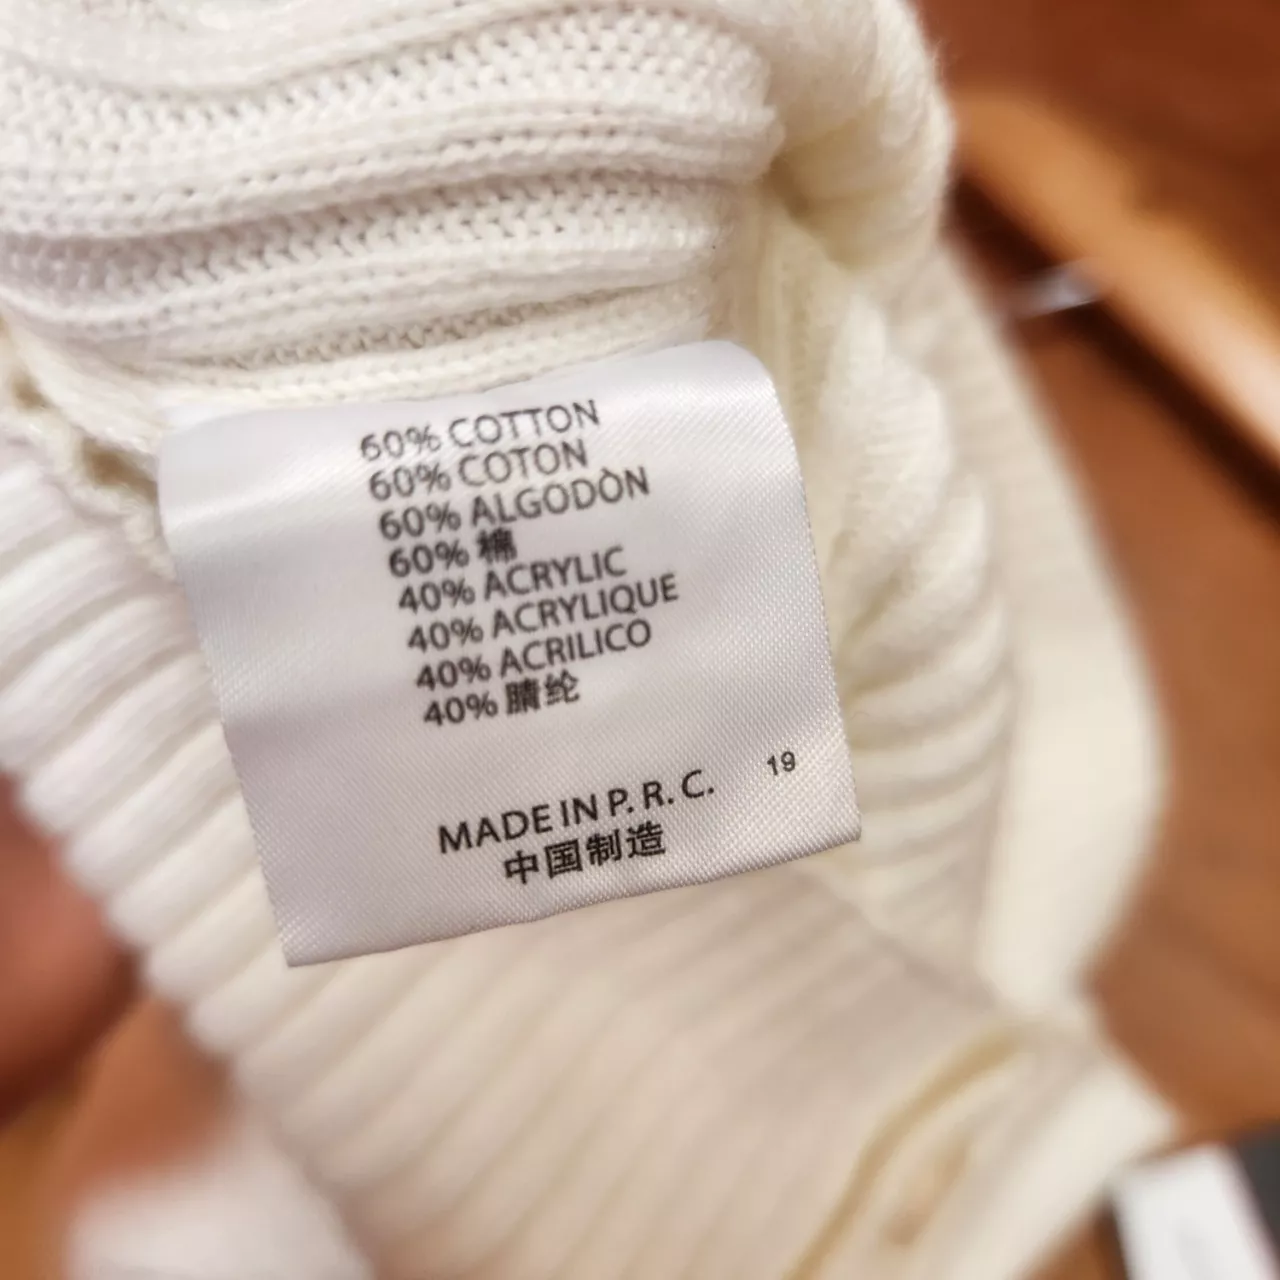 60% COTTON
60% COTON
60% ALGODÒN
60% 棉
40% ACRYLIC
40% ACRYLIQUE
40% ACRILICO
40% 腈纶
19
MADE IN P. R. C.
中国制造